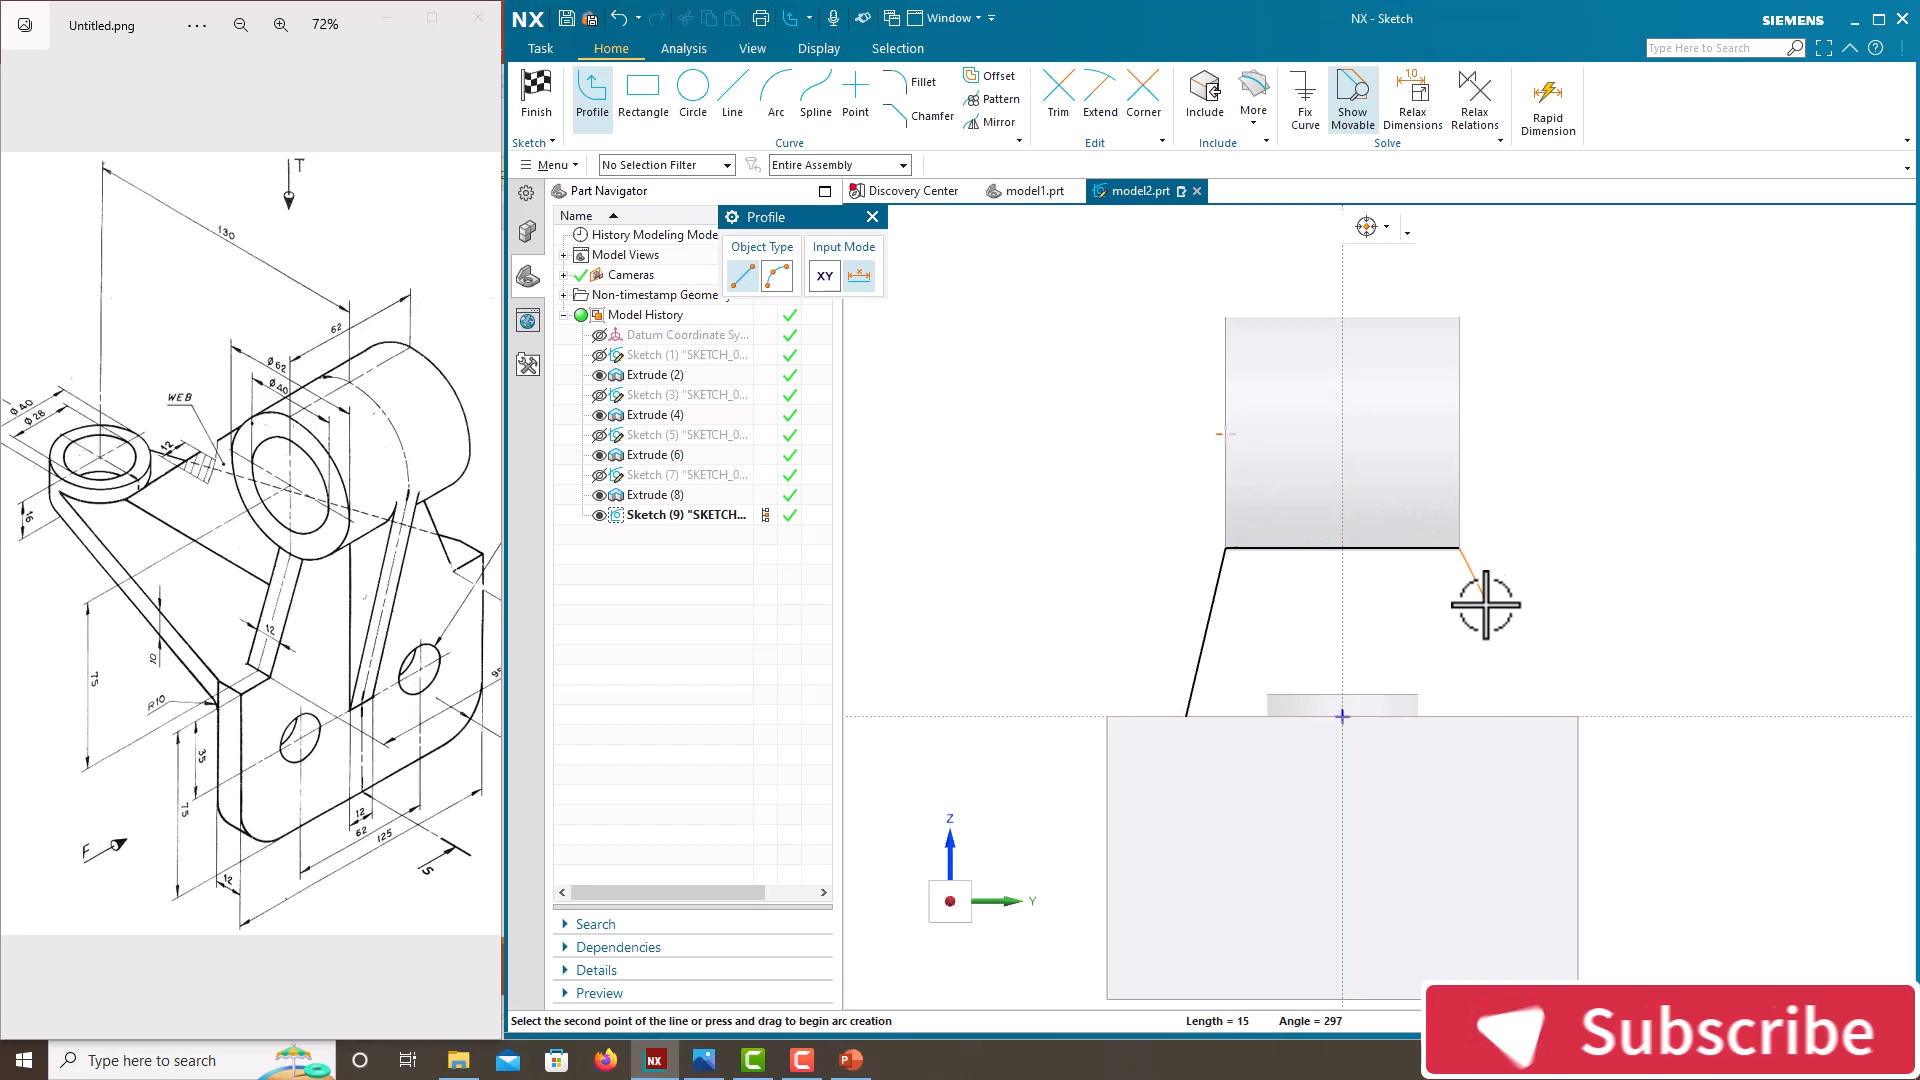 Untitled.png
72%
T
130
62
Ø62
Ø40
WEB
Ø40
Ø28
12
16
12
10
75
R10
35
75
12
62
125
12
F
S
NX
Window
NX - Sketch
SIEMENS
Task
Home
Analysis
View
Display
Selection
Type Here to Search
Finish
Profile
Rectangle
Circle
Line
Arc
Spline
Point
Fillet
Chamfer
Offset
Pattern
Mirror
Trim
Extend
Corner
Include
More
Fix Curve
Show Movable
1.0
Relax Dimensions
Relax Relations
Rapid Dimension
Sketch
Curve
Edit
Include
Solve
Menu
No Selection Filter
Entire Assembly
Part Navigator
Discovery Center
model1.prt
model2.prt
Name
Profile
Object Type
Input Mode
XY
History Modeling Mode
Model Views
Cameras
Non-timestamp Geome
Model History
Datum Coordinate Sy...
Sketch (1) "SKETCH_0...
Extrude (2)
Sketch (3) "SKETCH_0...
Extrude (4)
Sketch (5) "SKETCH_0...
Extrude (6)
Sketch (7) "SKETCH_0...
Extrude (8)
Sketch (9) "SKETCH...
Z
Y
Search
Dependencies
Details
Preview
Select the second point of the line or press and drag to begin arc creation
Length = 15
Angle = 297
Subscribe
Type here to search
NX